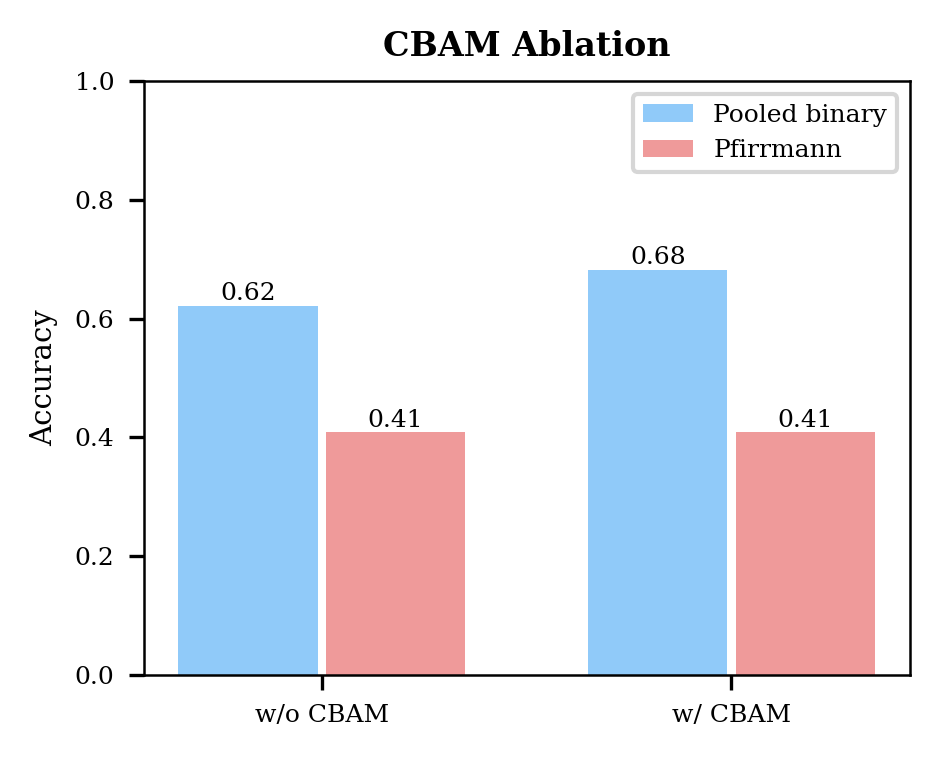 CBAM Ablation
1.0
0.8
0.6
0.4
0.2
0.0
Accuracy
Pooled binary
Pfirrmann
0.62
0.41
0.68
0.41
w/o CBAM
w/ CBAM